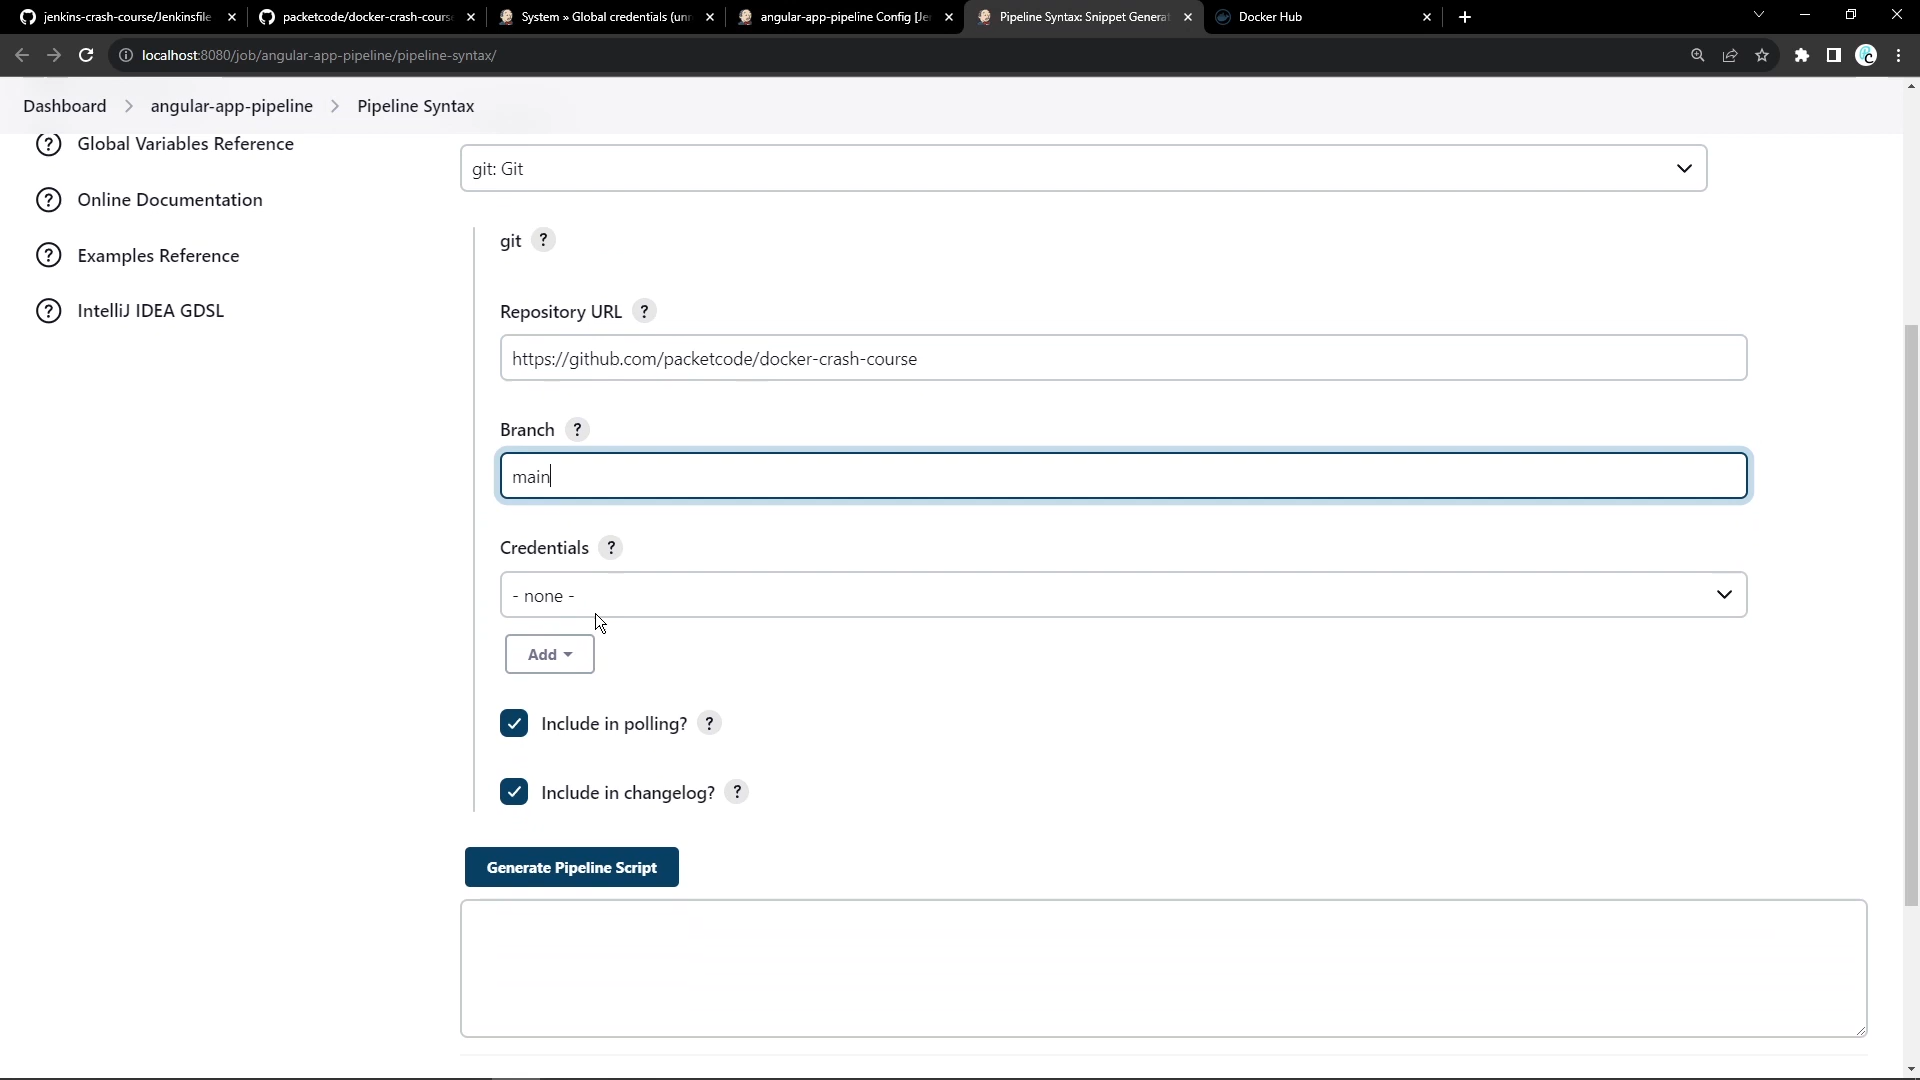 jenkins-crash-course/Jenkinsfile
packetcode/docker-crash-cours
System » Global credentials (unr
angular-app-pipeline Config [Je
Pipeline Syntax: Snippet Generat
Docker Hub
localhost:8080/job/angular-app-pipeline/pipeline-syntax/
Dashboard > angular-app-pipeline > Pipeline Syntax
? Global Variables Reference
? Online Documentation
? Examples Reference
? IntelliJ IDEA GDSL
git: Git
git ?
Repository URL ?
https://github.com/packetcode/docker-crash-course
Branch ?
main
Credentials ?
- none -
Add
Include in polling? ?
Include in changelog? ?
Generate Pipeline Script